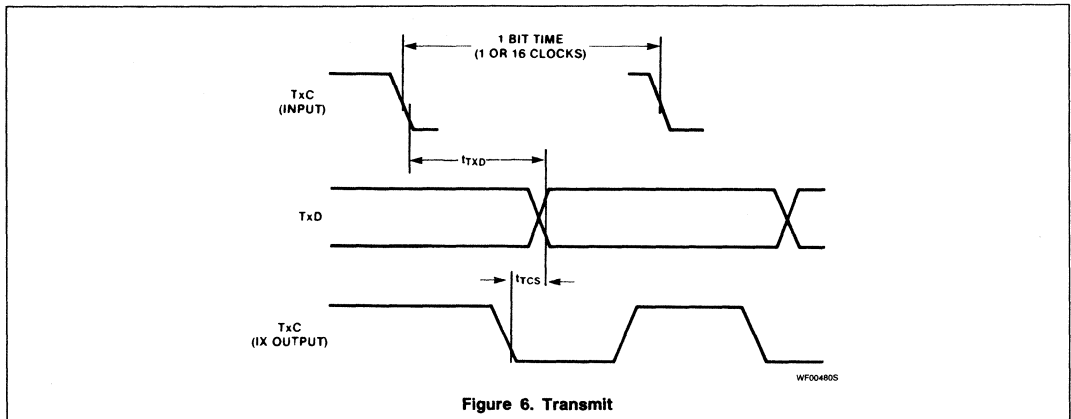 1 BIT TIME
(1 OR 16 CLOCKS)
TxC
(INPUT)
tTXD
TxD
tTCS
TxC
(IX OUTPUT)
WF00480S
Figure 6. Transmit